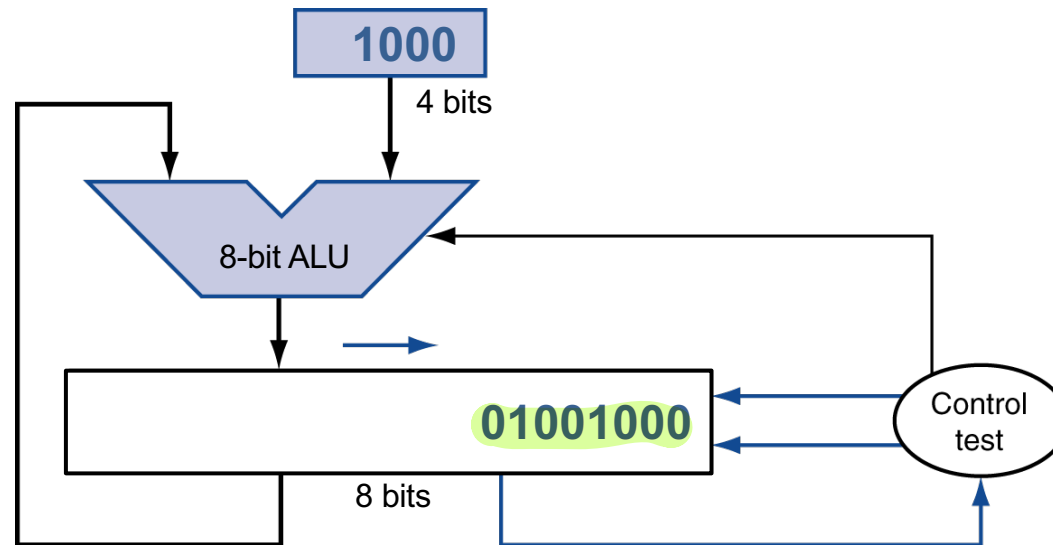 1000
4 bits
8-bit ALU
01001000
Control
test
8 bits